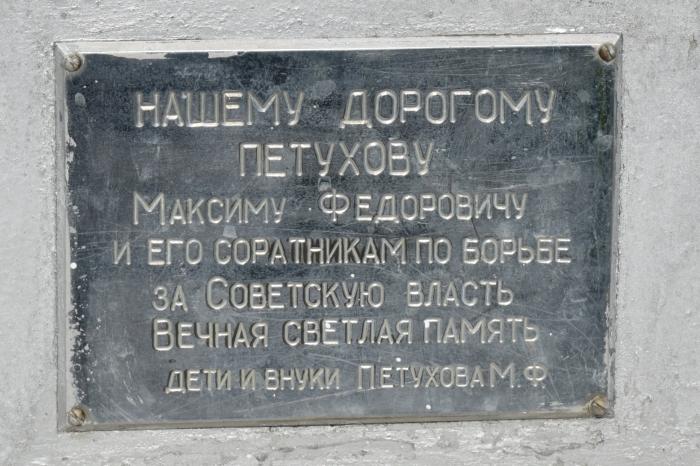 НАШЕМУ ДОРОГОМУ
ПЕТУХОВУ
МАКСИМУ ФЕДОРОВИЧУ
И ЕГО СОРАТНИКАМ ПО БОРЬБЕ
ЗА СОВЕТСКУЮ ВЛАСТЬ
ВЕЧНАЯ СВЕТЛАЯ ПАМЯТЬ
ДЕТИ И ВНУКИ ПЕТУХОВА М.Ф